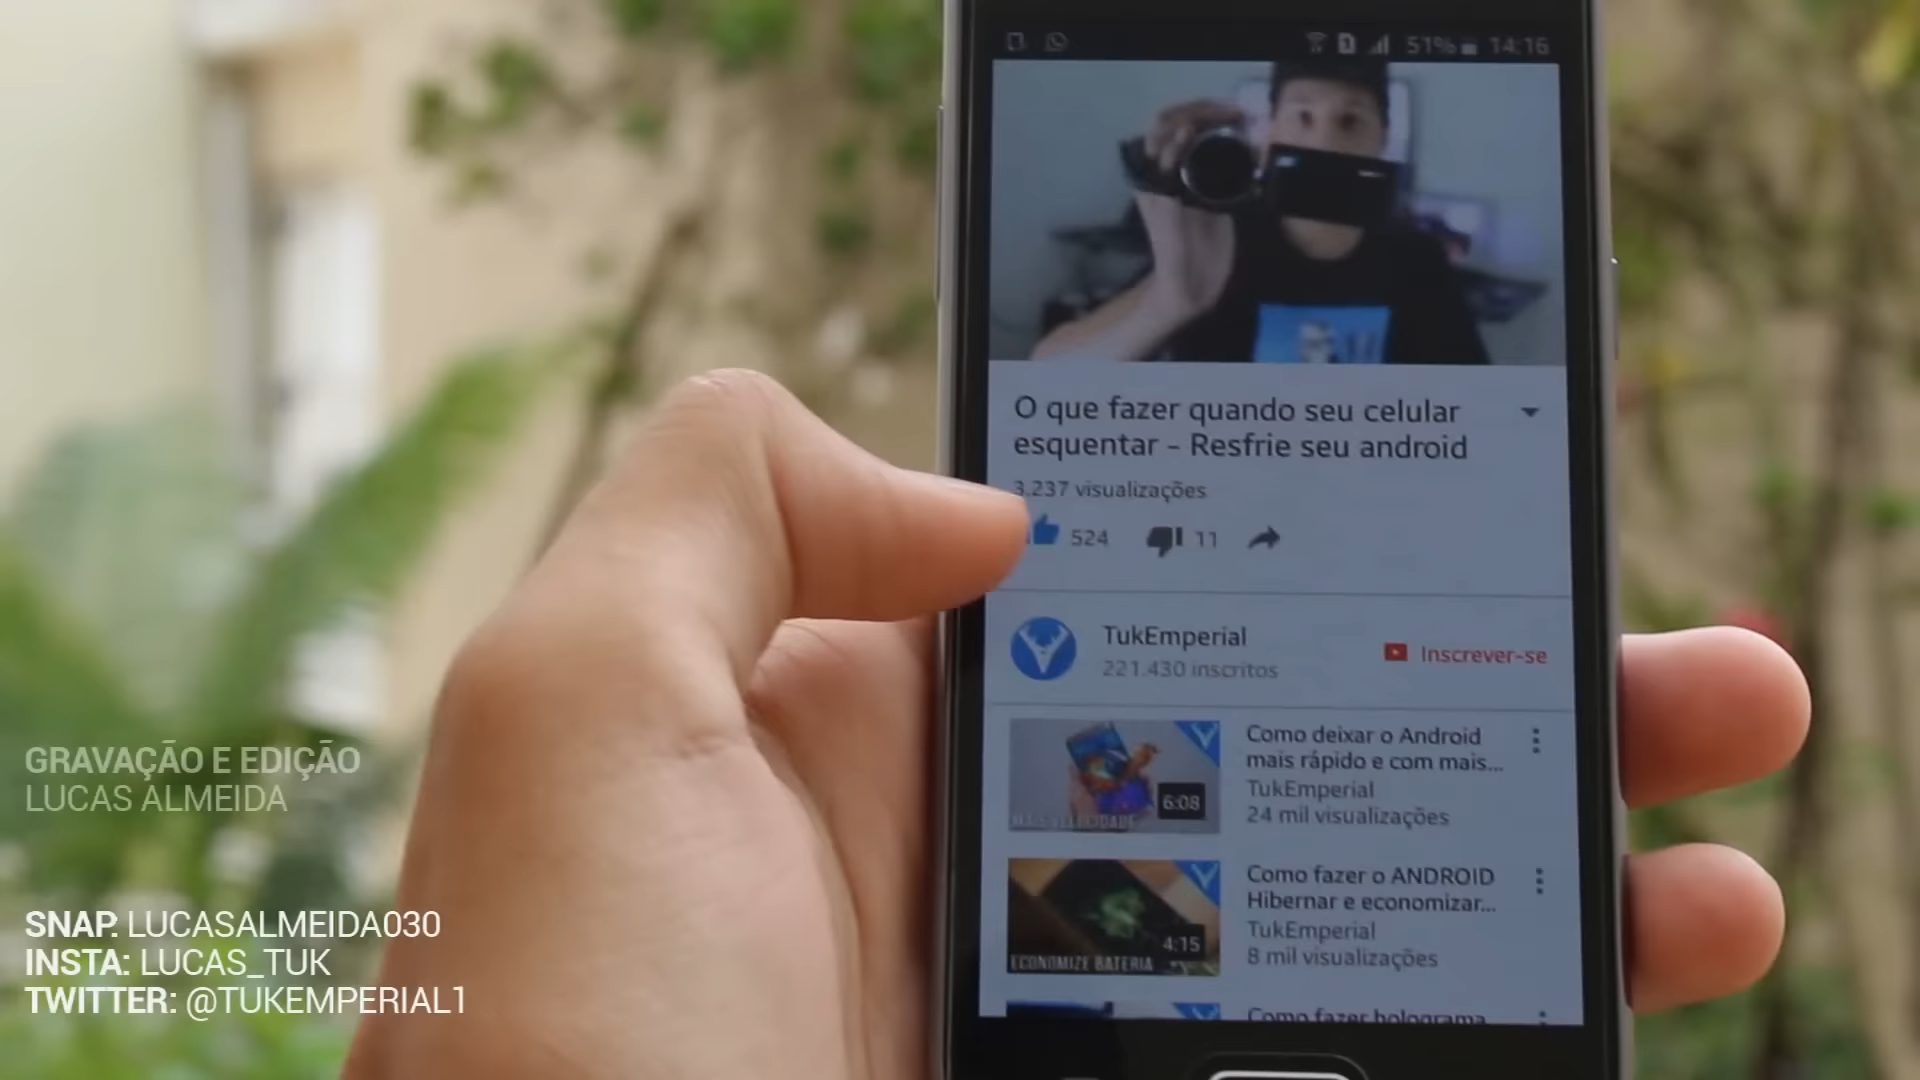 51% 14:16
O que fazer quando seu celular
esquentar – Resfrie seu android
3.237 visualizações
524 11
TukEmperial
221.430 inscritos
Inscrever-se
Como deixar o Android
mais rápido e com mais...
TukEmperial
24 mil visualizações
6:08
Como fazer o ANDROID
Hibernar e economizar...
TukEmperial
8 mil visualizações
4:15
ECONOMIZE BATERIA
Como fazer holograma
GRAVAÇÃO E EDIÇÃO
LUCAS ALMEIDA
SNAP: LUCASALMEIDA030
INSTA: LUCAS_TUK
TWITTER: @TUKEMPERIAL1